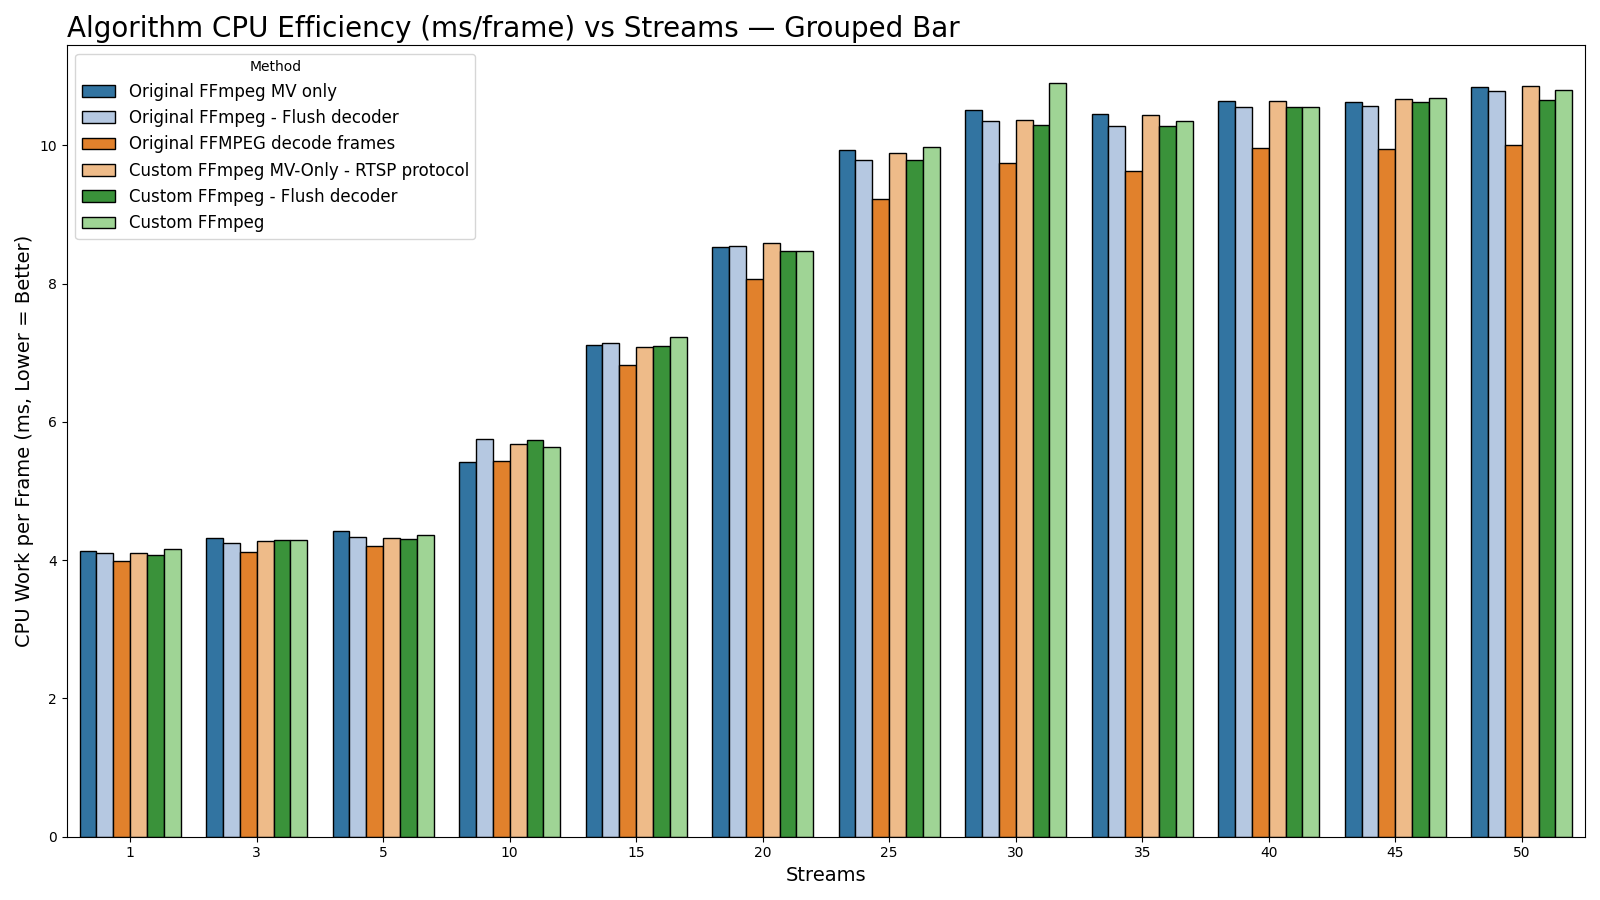 Algorithm CPU Efficiency (ms/frame) vs Streams — Grouped Bar
Method
Original FFmpeg MV only
Original FFmpeg - Flush decoder
Original FFMPEG decode frames
Custom FFmpeg MV-Only - RTSP protocol
Custom FFmpeg - Flush decoder
Custom FFmpeg
CPU Work per Frame (ms, Lower = Better)
10
8
6
4
2
0
1 3 5 10 15 20 25 30 35 40 45 50
Streams